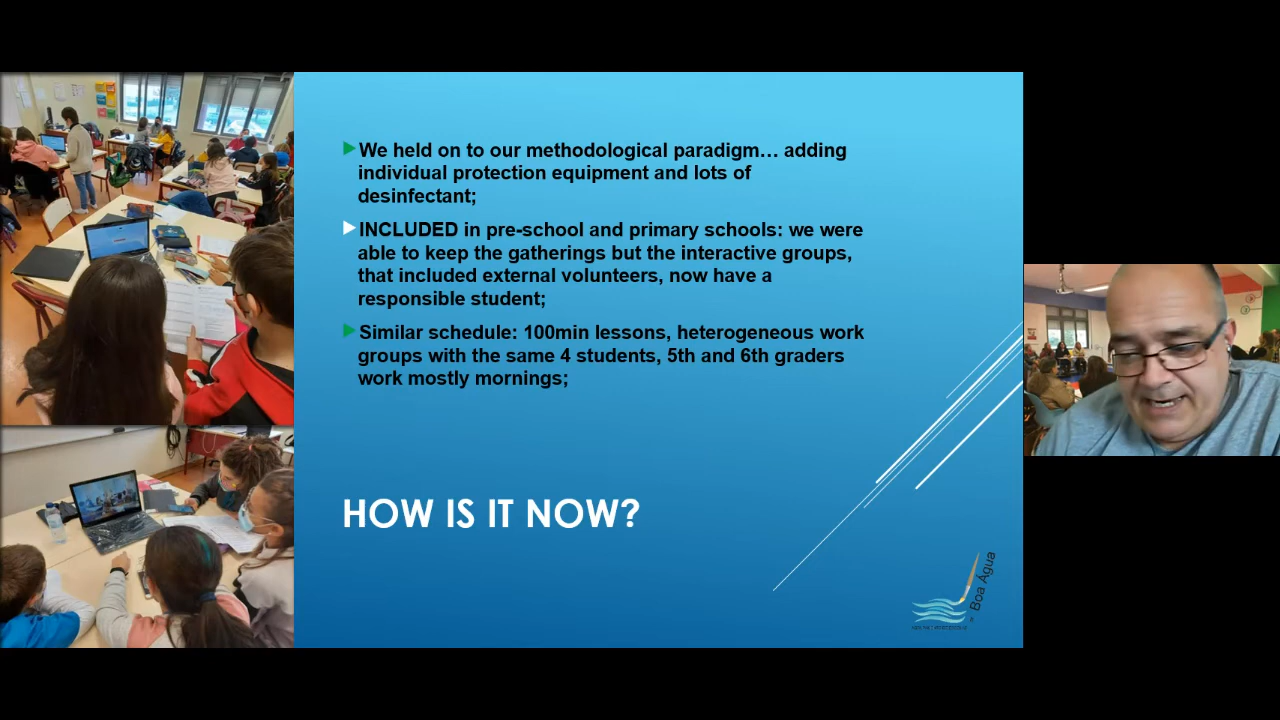 We held on to our methodological paradigm… adding
individual protection equipment and lots of
desinfectant;
INCLUDED in pre-school and primary schools: we were
able to keep the gatherings but the interactive groups,
that included external volunteers, now have a
responsible student;
Similar schedule: 100min lessons, heterogeneous work
groups with the same 4 students, 5th and 6th graders
work mostly mornings;
HOW IS IT NOW?
Boa Água